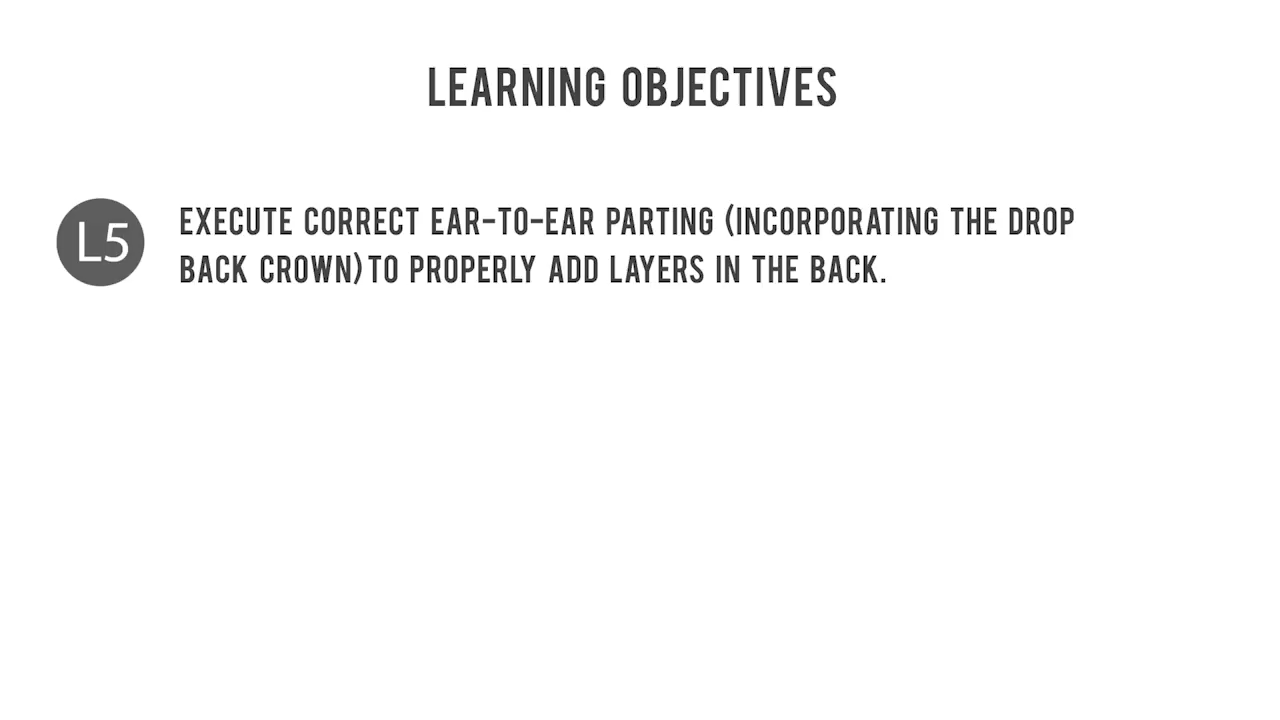 LEARNING OBJECTIVES
L5
EXECUTE CORRECT EAR-TO-EAR PARTING (INCORPORATING THE DROP
BACK CROWN) TO PROPERLY ADD LAYERS IN THE BACK.